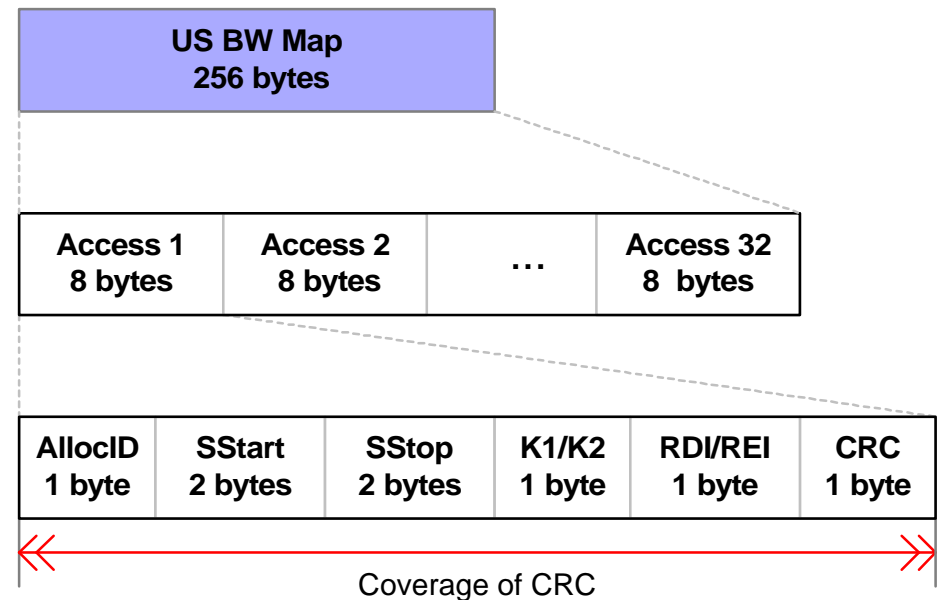 US BW Map
256 bytes
Access 1
8 bytes
Access 2
8 bytes
...
Access 32
8 bytes
AllocID
1 byte
SStart
2 bytes
SStop
2 bytes
K1/K2
1 byte
RDI/REI
1 byte
CRC
1 byte
Coverage of CRC